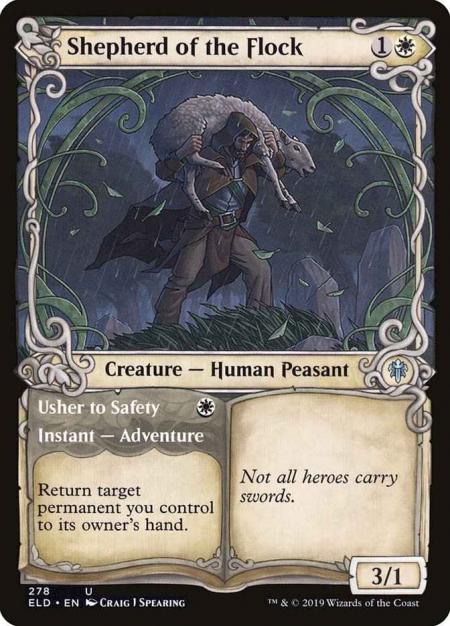 Shepherd of the Flock 1
Creature — Human Peasant
Usher to Safety
Instant — Adventure
Return target
permanent you control
to its owner's hand.
Not all heroes carry
swords.
3/1
278 U
ELD • EN Craig J Spearing
™ & © 2019 Wizards of the Coast